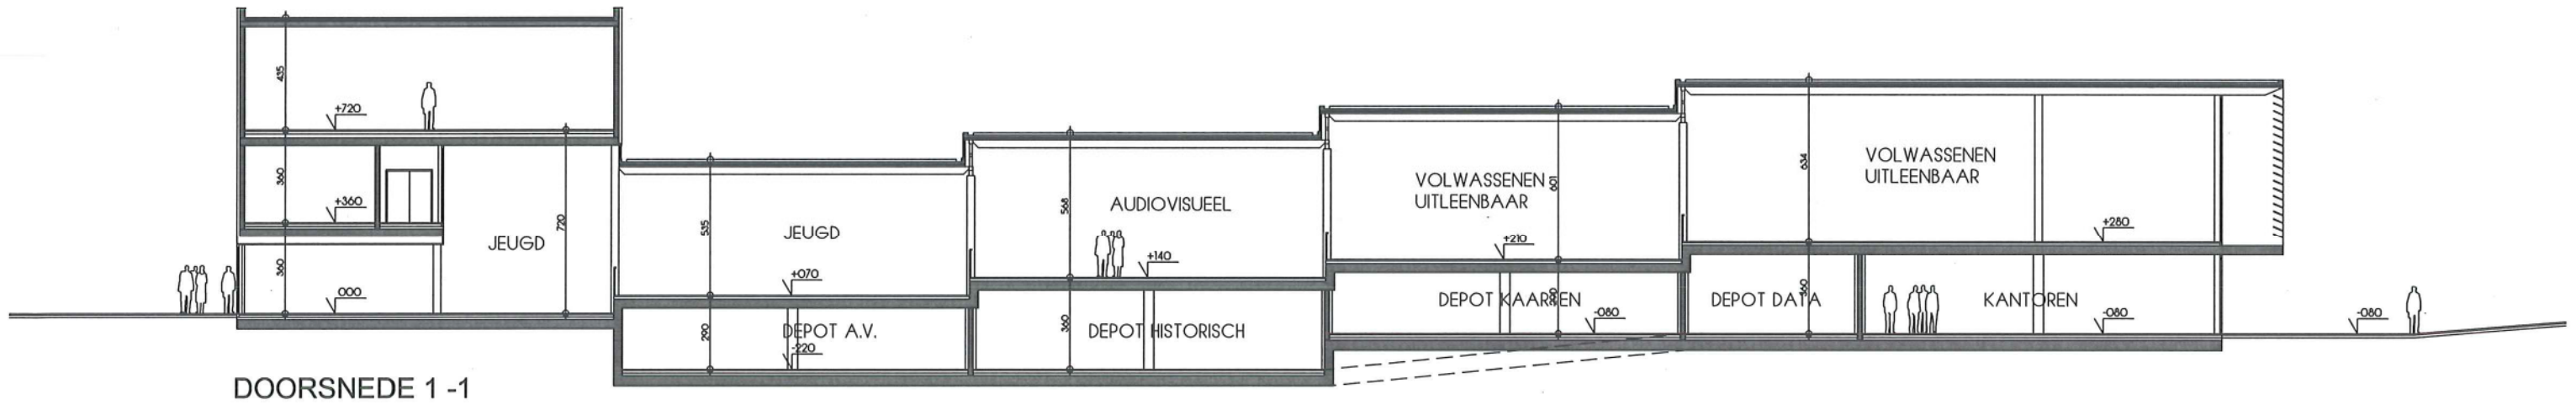 435
+720
360
+360
720
JEUGD
360
000
535
JEUGD
+070
290
DEPOT A.V.
-220
568
AUDIOVISUEEL
+140
360
DEPOT HISTORISCH
VOLWASSENEN
UITLEENBAAR
601
+210
DEPOT KAARTEN
-080
634
VOLWASSENEN
UITLEENBAAR
+280
DEPOT DATA
360
KANTOREN
-080
-080
DOORSNEDE 1 -1